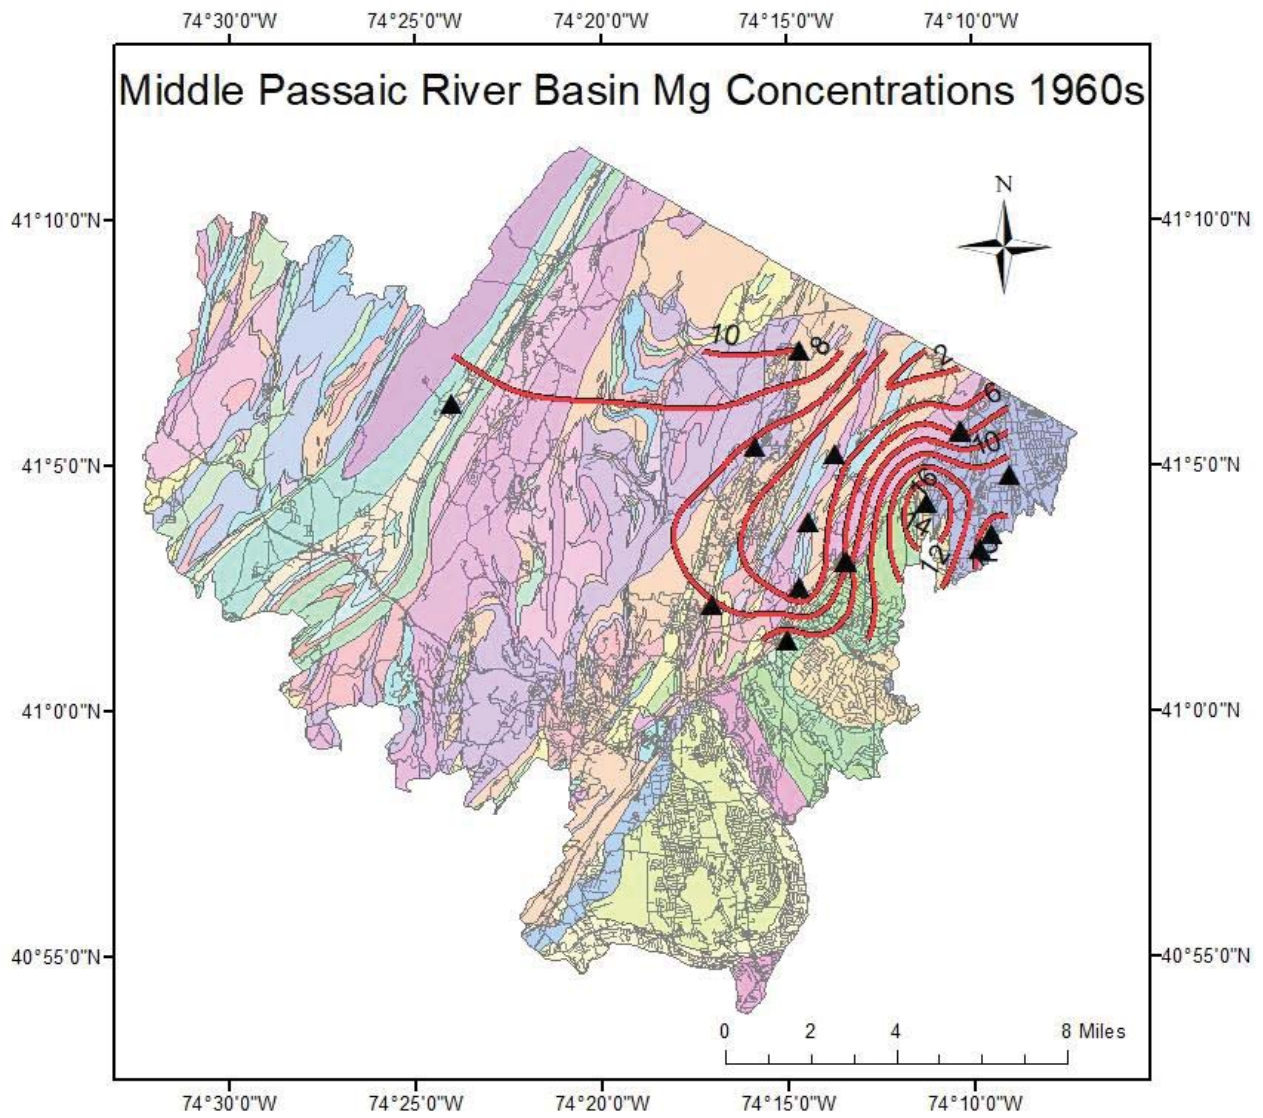 74°30'0"W 74°25'0"W 74°20'0"W 74°15'0"W 74°10'0"W
Middle Passaic River Basin Mg Concentrations 1960s
N
41°10'0"N 41°10'0"N
10 8 2
6
41°5'0"N 10 41°5'0"N
16
14
12
41°0'0"N 41°0'0"N
40°55'0"N 40°55'0"N
0 2 4 8 Miles
74°30'0"W 74°25'0"W 74°20'0"W 74°15'0"W 74°10'0"W